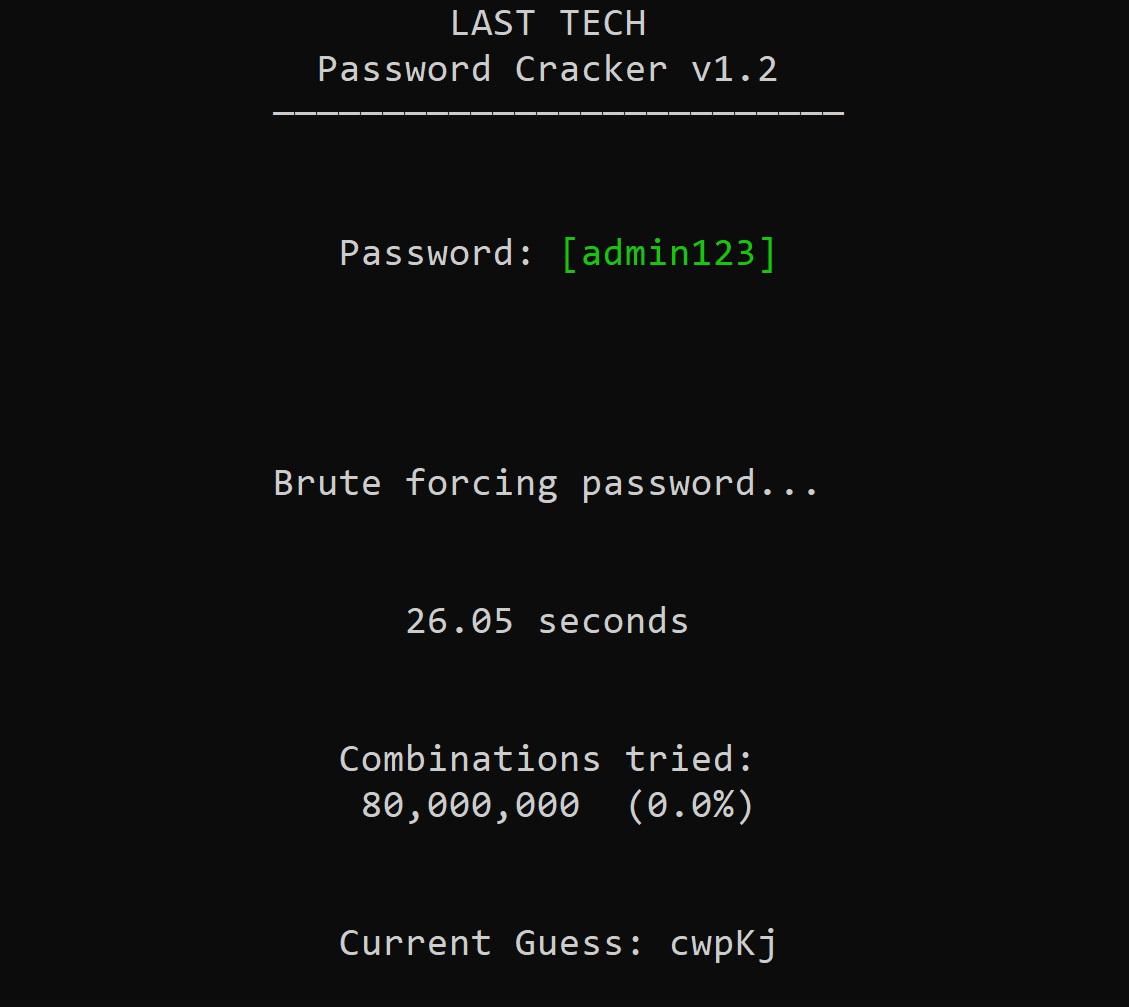 LAST TECH
Password Cracker v1.2
Password: [admin123]
Brute forcing password...
26.05 seconds
Combinations tried:
80,000,000 (0.0%)
Current Guess: cwpKj